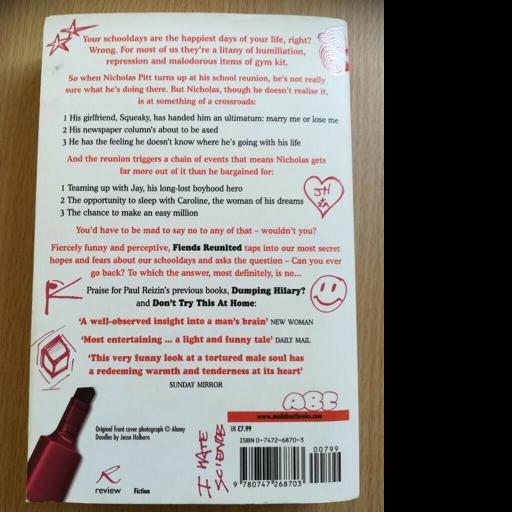 Your schooldays are the happiest days of your life, right?
Wrong. For most of us they're a litany of humiliation,
repression and malodorous items of gym kit.
So when Nicholas Pitt turns up at his school reunion, he's not really
sure what he's doing there. But Nicholas, though he doesn't realise it,
is at something of a crossroads:
1 His girlfriend, Squeaky, has handed him an ultimatum: marry me or lose me
2 His newspaper column's about to be axed
3 He has the feeling he doesn't know where he's going with his life
And the reunion triggers a chain of events that means Nicholas gets
far more out of it than he bargained for:
1 Teaming up with Jay, his long-lost boyhood hero
2 The opportunity to sleep with Caroline, the woman of his dreams
3 The chance to make an easy million
JH
+
You'd have to be mad to say no to any of that – wouldn't you?
Fiercely funny and perceptive, Fiends Reunited taps into our most secret
hopes and fears about our schooldays and asks the question – Can you ever
go back? To which the answer, most definitely, is no...
Praise for Paul Reizin's previous books, Dumping Hilary?
and Don't Try This At Home:
'A well-observed insight into a man's brain' NEW WOMAN
'Most entertaining ... a light and funny tale' DAILY MAIL
'This very funny look at a tortured male soul has
a redeeming warmth and tenderness at its heart'
SUNDAY MIRROR
ABC
www.madaboutbooks.com
Original front cover photograph © Alamy
Doodles by Jesse Holborn
UK £7.99
ISBN 0-7472-6870-3
00799
9 780747 268703
I HATE
SCIENCE
R
review
Fiction